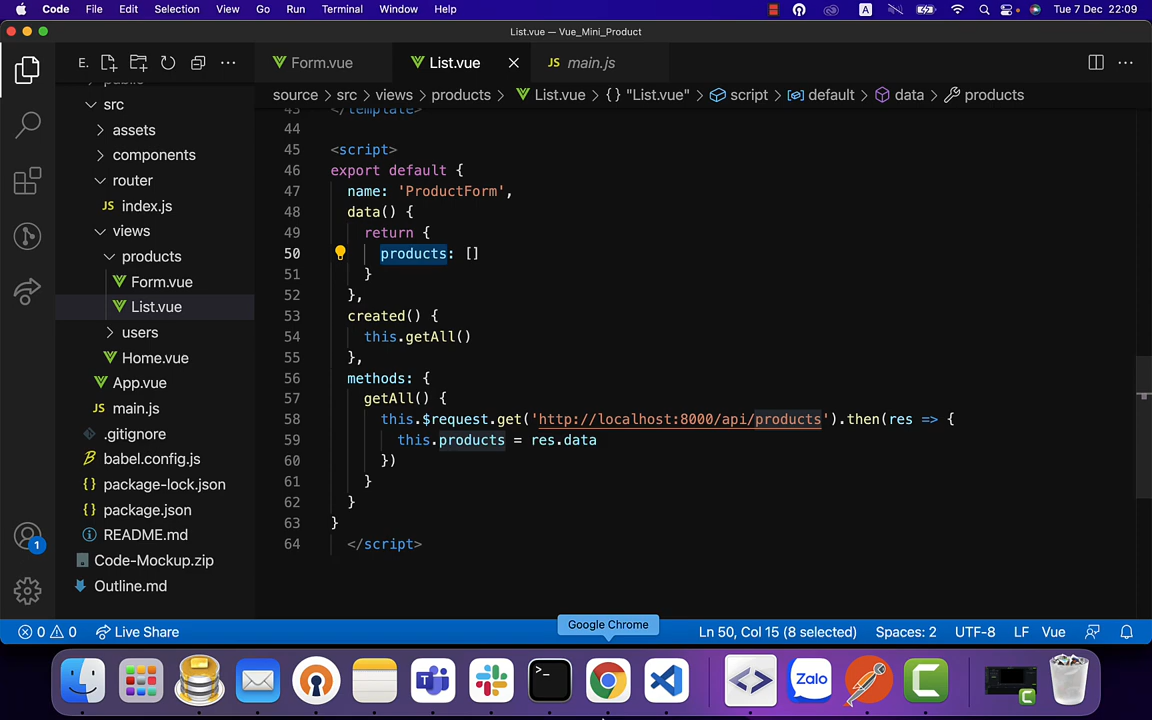 Code File Edit Selection View Go Run Terminal Window Help A Tue 7 Dec 22:09
List.vue — Vue_Mini_Product
E. Form.vue List.vue JS main.js
source > src > views > products > List.vue > {} "List.vue" > script > default > data > products
src
assets
components
router
JS index.js
views
products
Form.vue
List.vue
users
Home.vue
App.vue
JS main.js
.gitignore
babel.config.js
{} package-lock.json
{} package.json
README.md
Code-Mockup.zip
Outline.md
1
43 </template>
44
45 <script>
46 export default {
47 name: 'ProductForm',
48 data() {
49 return {
50 products: []
51 }
52 },
53 created() {
54 this.getAll()
55 },
56 methods: {
57 getAll() {
58 this.$request.get('http://localhost:8000/api/products').then(res => {
59 this.products = res.data
60 })
61 }
62 }
63 }
64 </script>
Google Chrome
0 0 Live Share Ln 50, Col 15 (8 selected) Spaces: 2 UTF-8 LF Vue
Zalo